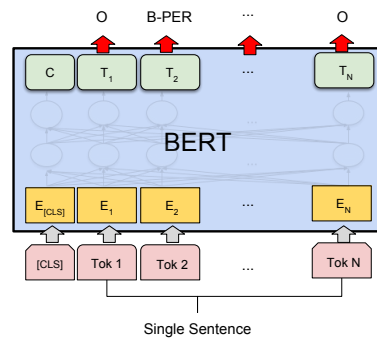 O B-PER ... O
C T1 T2 ... TN
...
BERT
...
E[CLS] E1 E2 ... EN
[CLS] Tok 1 Tok 2 ... Tok N
Single Sentence